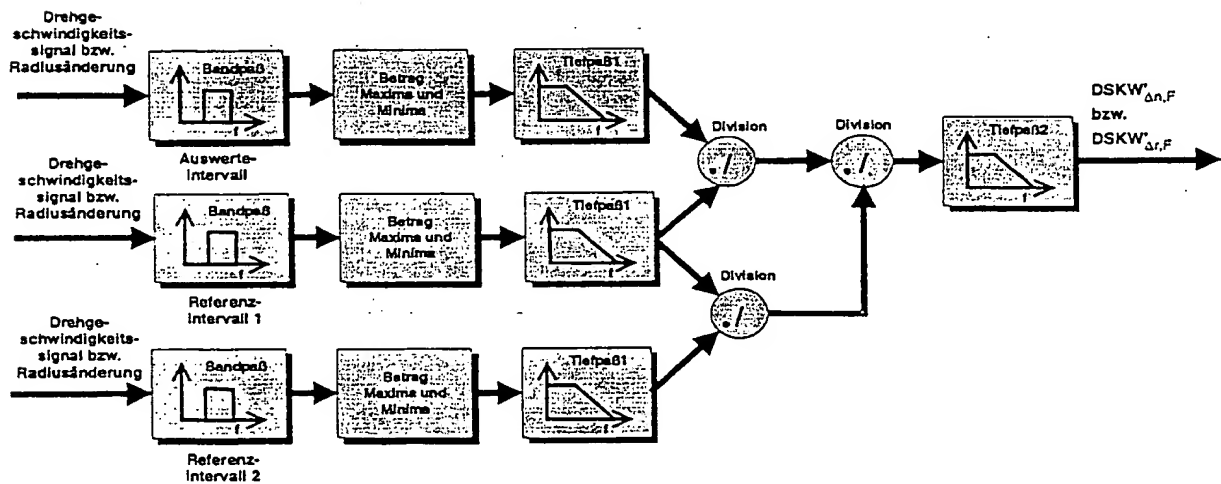 Drehge-
schwindigkeits-
signal bzw.
Radiusänderung
Bandpaß
f
Auswerte-
intervall
Betrag
Maxima und
Minima
Tiefpaß1
f
Division
./
Division
./
Tiefpaß2
f
DSKW'Δn,F
bzw.
DSKW'Δr,F
Drehge-
schwindigkeits-
signal bzw.
Radiusänderung
Bandpaß
f
Referenz-
intervall 1
Betrag
Maxima und
Minima
Tiefpaß1
f
Division
./
Drehge-
schwindigkeits-
signal bzw.
Radiusänderung
Bandpaß
f
Referenz-
intervall 2
Betrag
Maxima und
Minima
Tiefpaß1
f